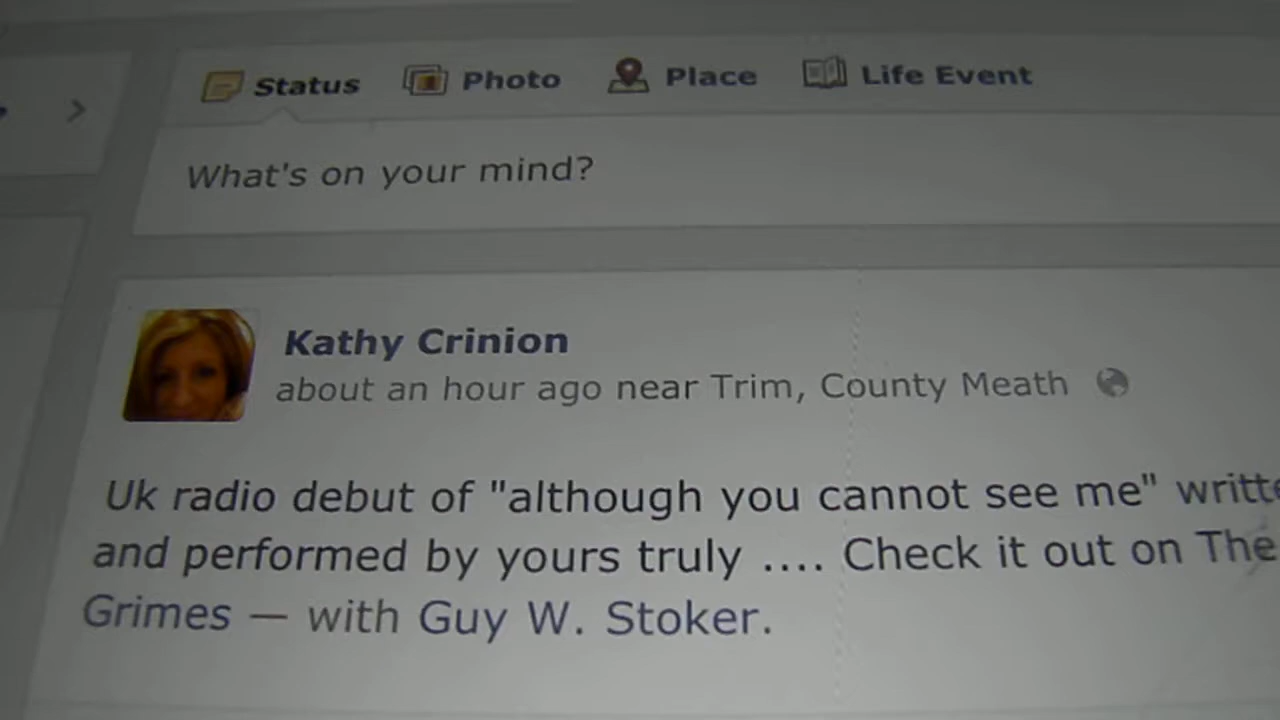 Status Photo Place Life Event
What's on your mind?
Kathy Crinion
about an hour ago near Trim, County Meath
Uk radio debut of "although you cannot see me"
and performed by yours truly .... Check it out on The
Grimes — with Guy W. Stoker.